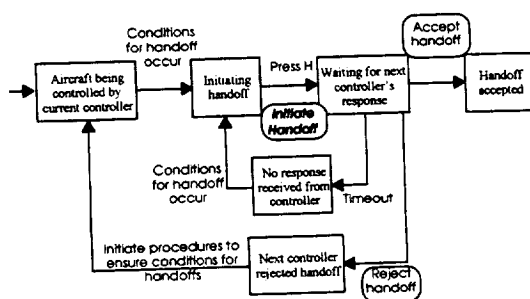 Conditions
for handoff
occur
Accept
handoff
Aircraft being
controlled by
current controller
Initiating
handoff
Press H
Waiting for next
controller's
response
Handoff
accepted
Initiate
Handoff
Conditions
for handoff
occur
No response
received from
controller
Timeout
Initiate procedures to
ensure conditions for
handoffs
Next controller
rejected handoff
Reject
handoff